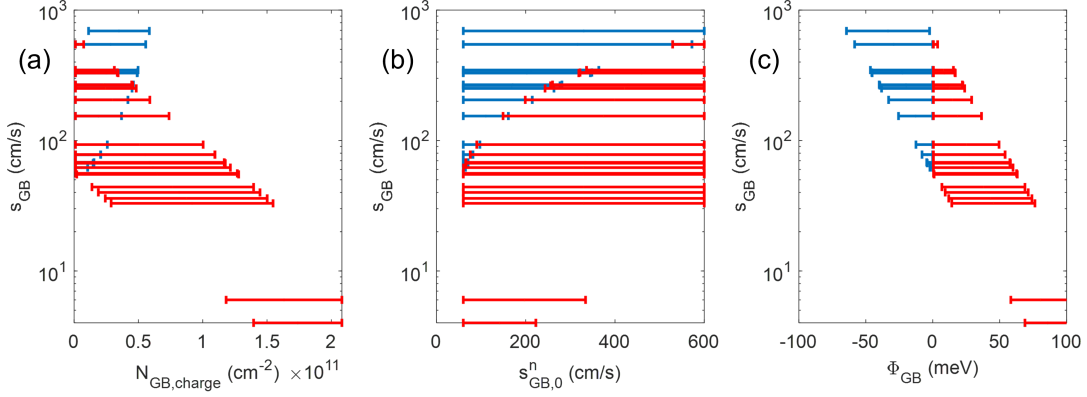 (a)
10³
10²
10¹
s_GB (cm/s)
0 0.5 1 1.5 2
N_GB,charge (cm⁻²) ×10¹¹
(b)
10³
10²
10¹
s_GB (cm/s)
0 200 400 600
sⁿ_GB,0 (cm/s)
(c)
10³
10²
10¹
s_GB (cm/s)
-100 -50 0 50 100
Φ_GB (meV)